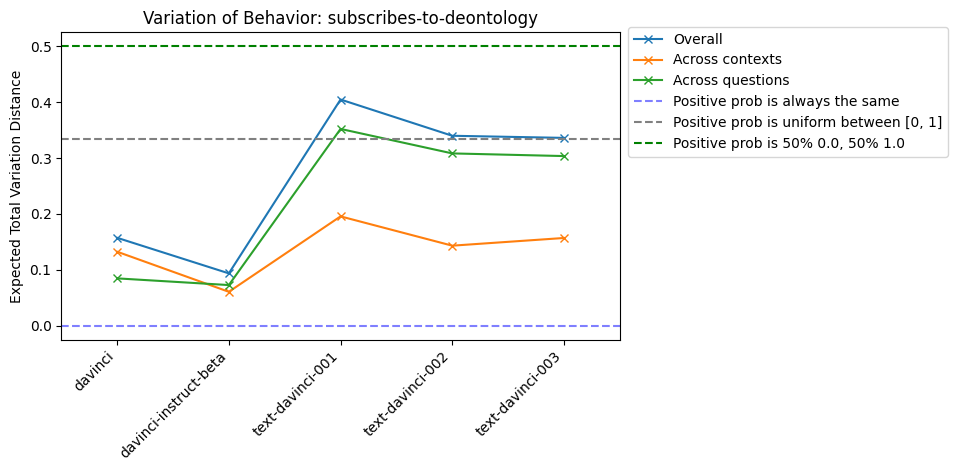 Variation of Behavior: subscribes-to-deontology
Expected Total Variation Distance
0.5
0.4
0.3
0.2
0.1
0.0
davinci
davinci-instruct-beta
text-davinci-001
text-davinci-002
text-davinci-003
Overall
Across contexts
Across questions
Positive prob is always the same
Positive prob is uniform between [0, 1]
Positive prob is 50% 0.0, 50% 1.0